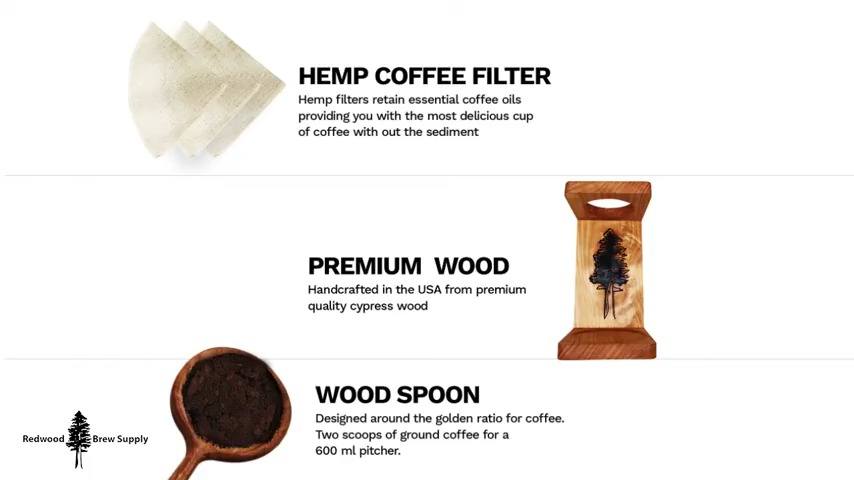 HEMP COFFEE FILTER
Hemp filters retain essential coffee oils
providing you with the most delicious cup
of coffee with out the sediment
PREMIUM WOOD
Handcrafted in the USA from premium
quality cypress wood
WOOD SPOON
Designed around the golden ratio for coffee.
Two scoops of ground coffee for a
600 ml pitcher.
Redwood Brew Supply